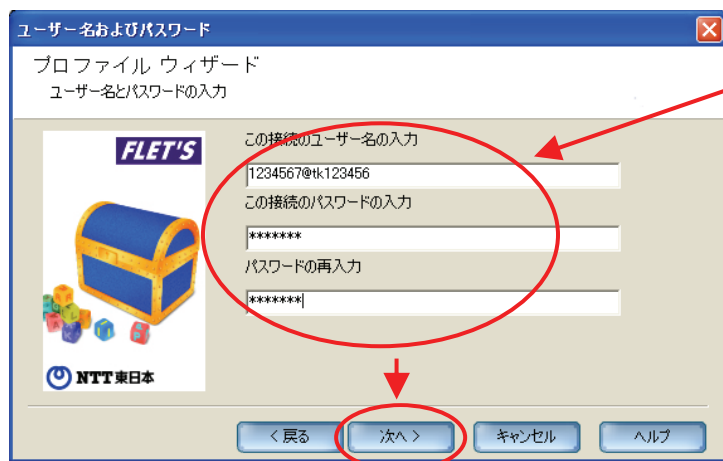 ユーザー名およびパスワード
プロファイル ウィザード
ユーザー名とパスワードの入力
FLET'S
この接続のユーザー名の入力
1234567@tk123456
この接続のパスワードの入力
*******
パスワードの再入力
*******
NTT東日本
< 戻る
次へ >
キャンセル
ヘルプ